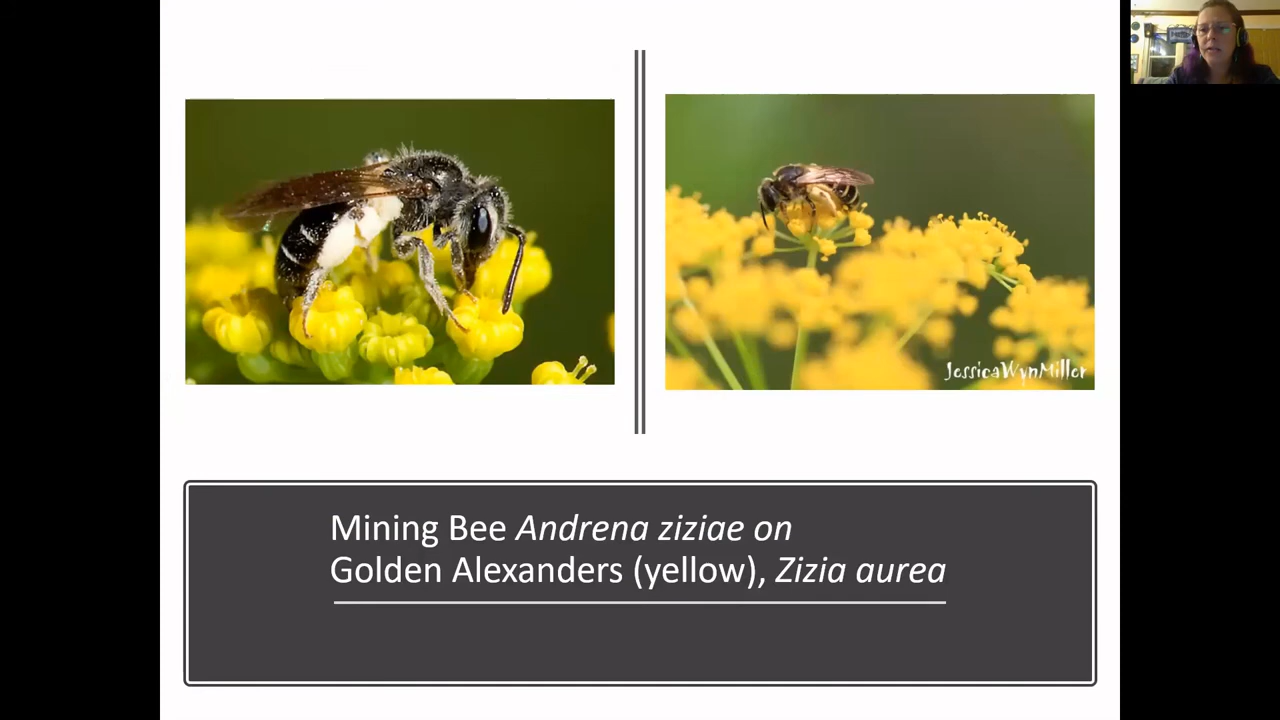 JessicaWynMiller
Mining Bee Andrena ziziae on
Golden Alexanders (yellow), Zizia aurea